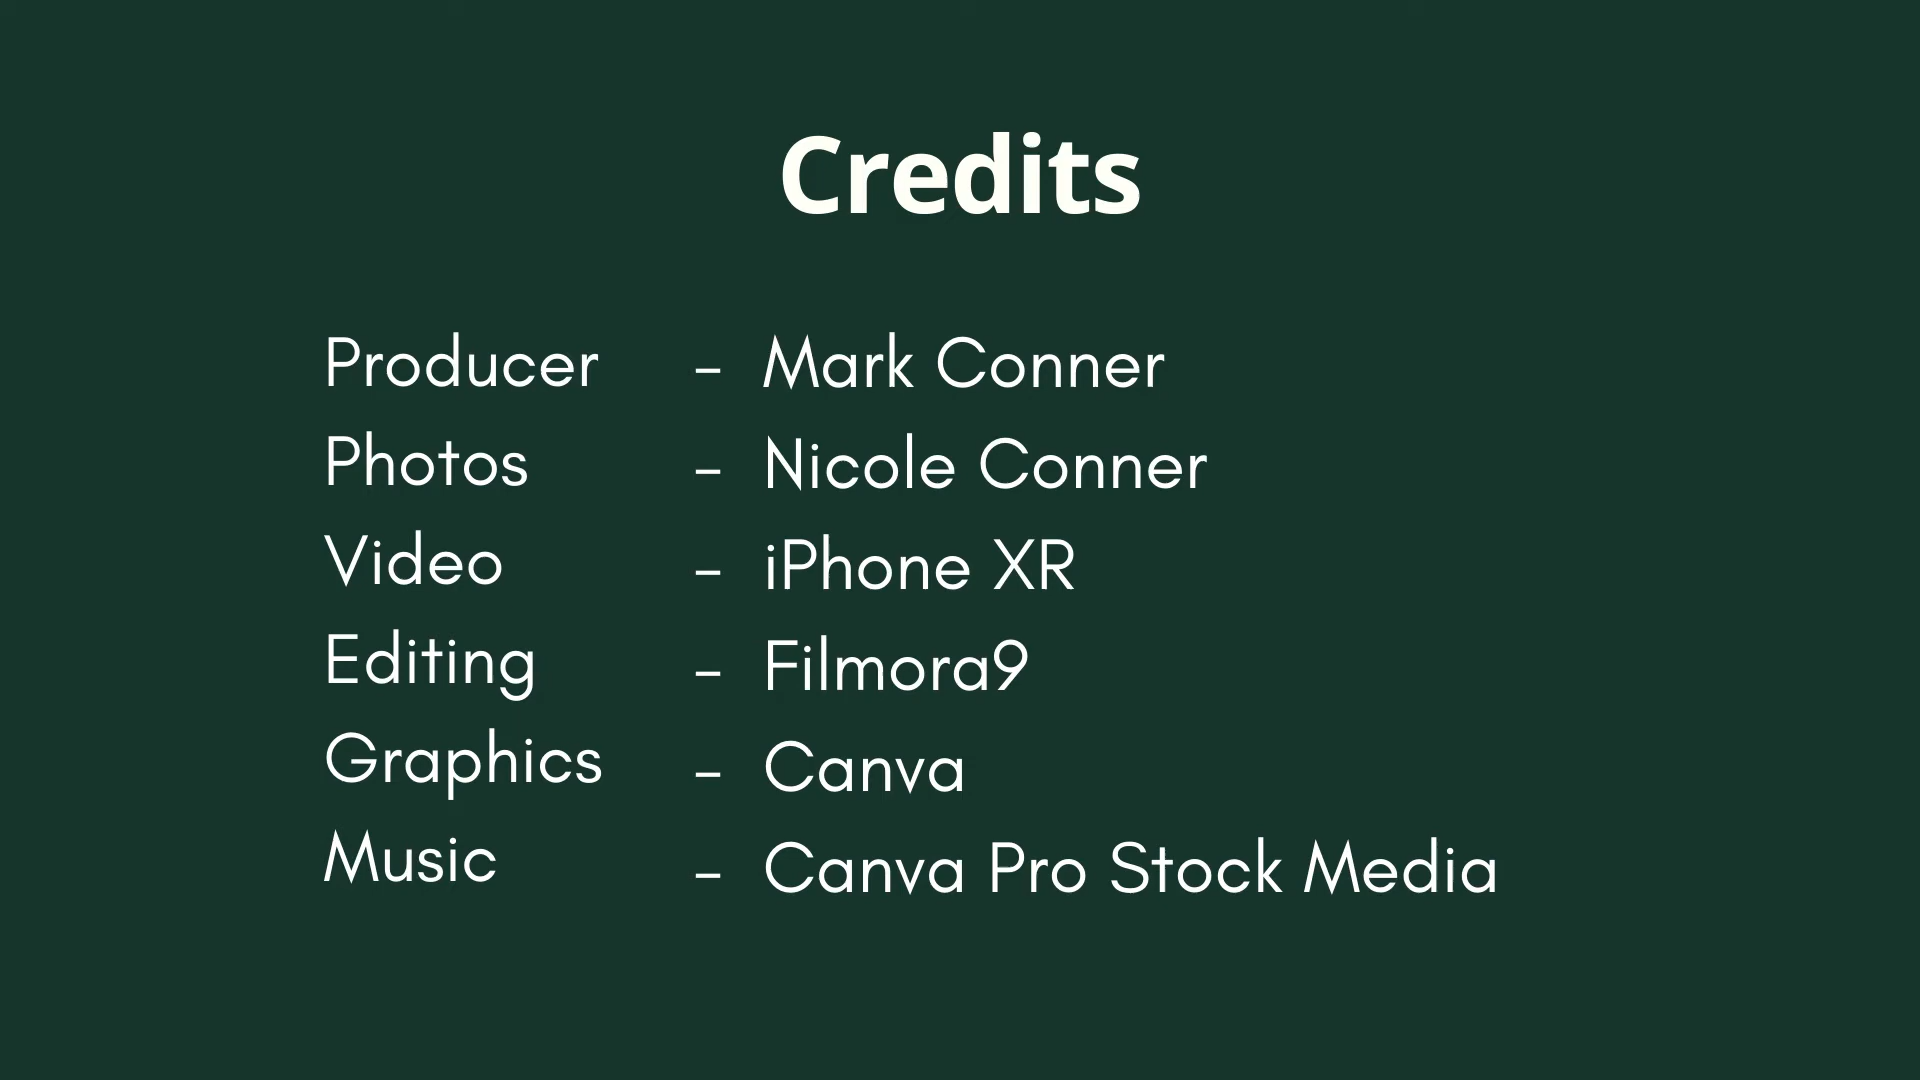 Credits
Producer - Mark Conner
Photos - Nicole Conner
Video - iPhone XR
Editing - Filmora9
Graphics - Canva
Music - Canva Pro Stock Media